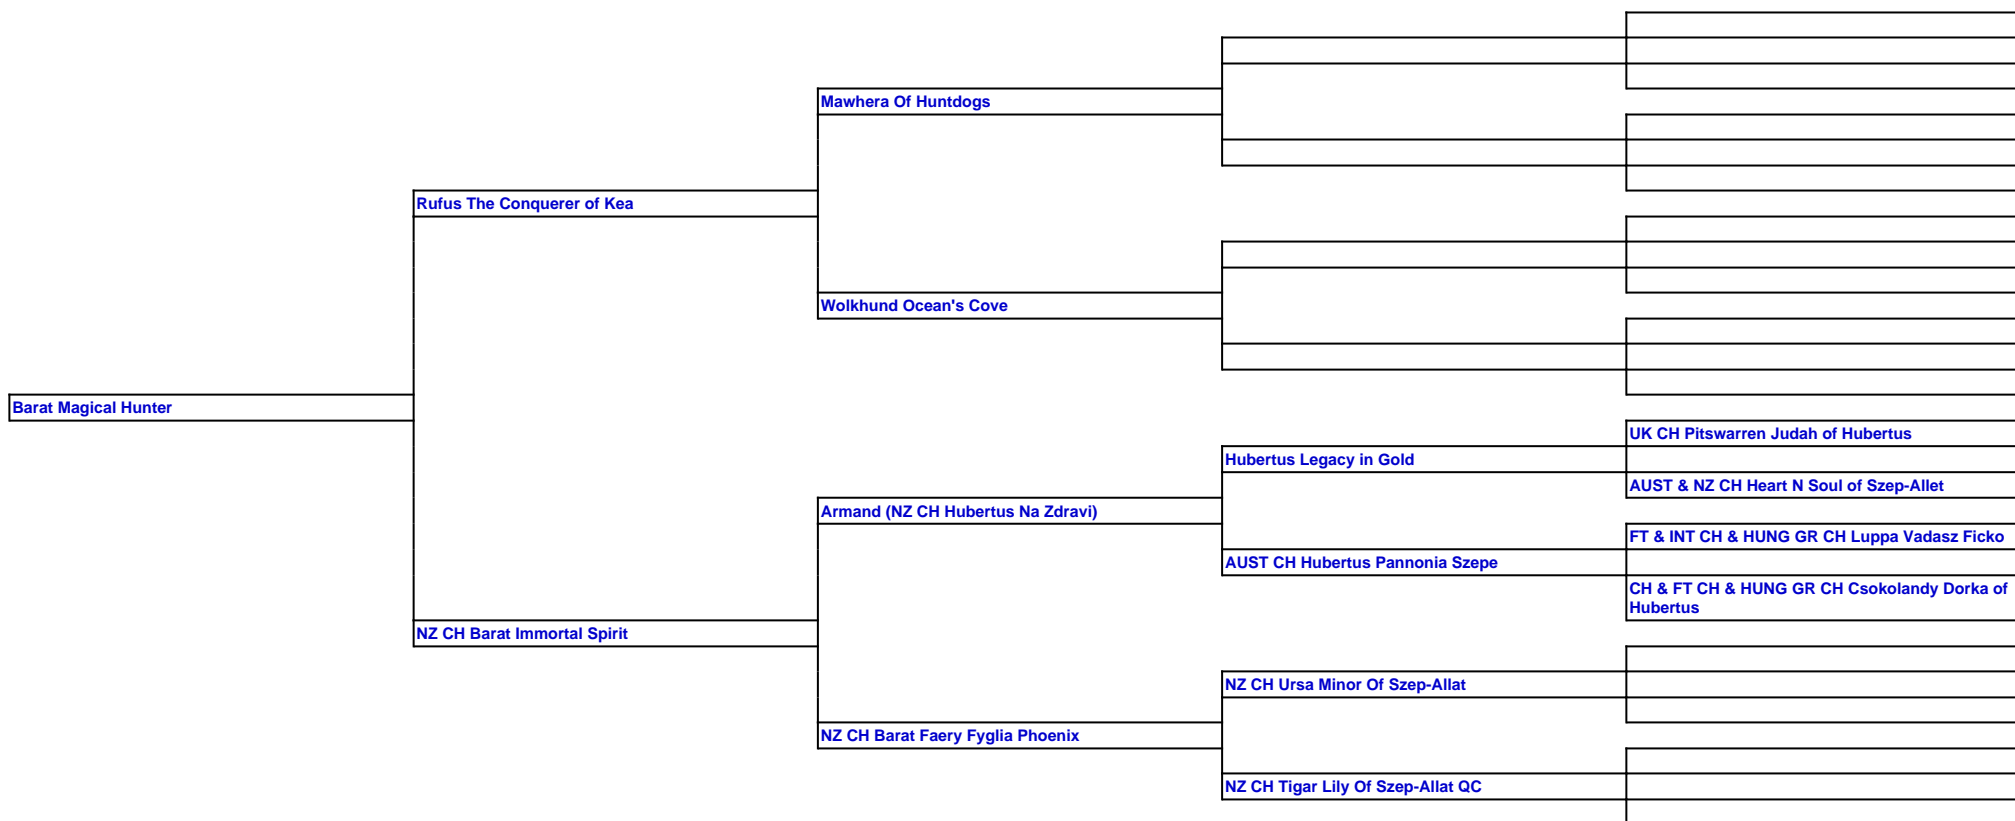 Mawhera Of Huntdogs
Rufus The Conquerer of Kea
Wolkhund Ocean's Cove
Barat Magical Hunter
UK CH Pitswarren Judah of Hubertus
Hubertus Legacy in Gold
AUST & NZ CH Heart N Soul of Szep-Allet
Armand (NZ CH Hubertus Na Zdravi)
FT & INT CH & HUNG GR CH Luppa Vadasz Ficko
AUST CH Hubertus Pannonia Szepe
CH & FT CH & HUNG GR CH Csokolandy Dorka of
Hubertus
NZ CH Barat Immortal Spirit
NZ CH Ursa Minor Of Szep-Allat
NZ CH Barat Faery Fyglia Phoenix
NZ CH Tigar Lily Of Szep-Allat QC